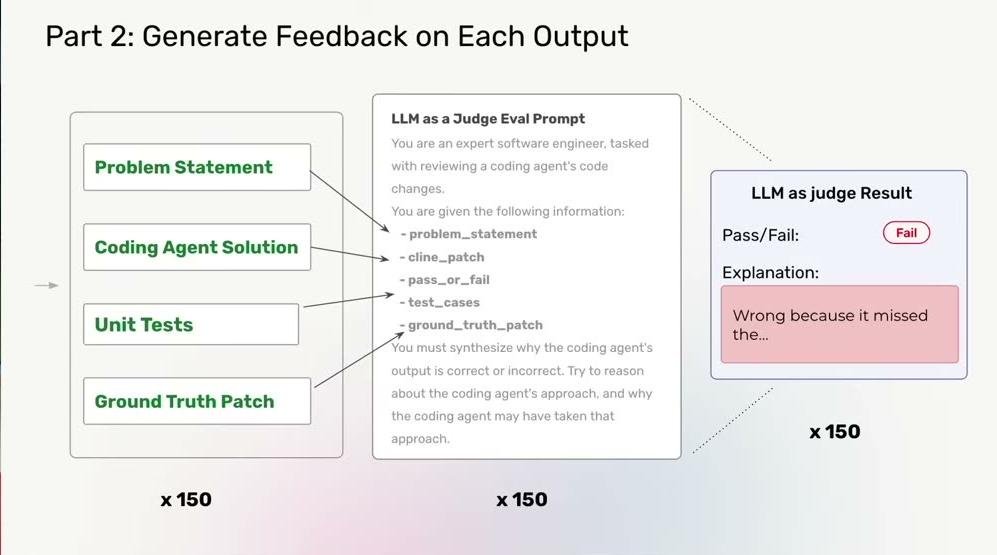 Part 2: Generate Feedback on Each Output
Problem Statement
Coding Agent Solution
Unit Tests
Ground Truth Patch
x 150
LLM as a Judge Eval Prompt
You are an expert software engineer, tasked
with reviewing a coding agent's code
changes.
You are given the following information:
- problem_statement
- cline_patch
- pass_or_fail
- test_cases
- ground_truth_patch
You must synthesize why the coding agent's
output is correct or incorrect. Try to reason
about the coding agent's approach, and why
the coding agent may have taken that
approach.
x 150
LLM as judge Result
Pass/Fail:
Fail
Explanation:
Wrong because it missed
the...
x 150